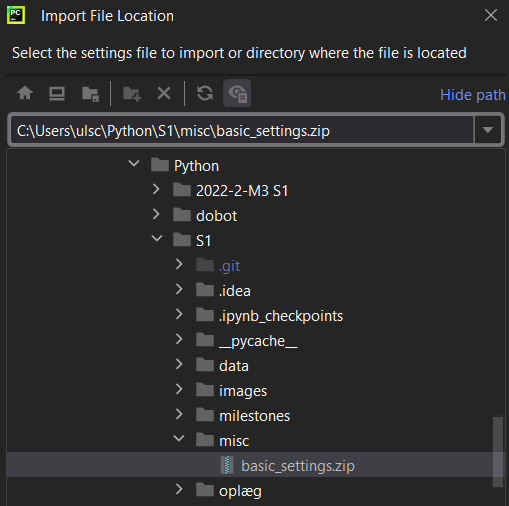 PC
Import File Location
Select the settings file to import or directory where the file is located
Hide path
C:\Users\ulsc\Python\S1\misc\basic_settings.zip
Python
2022-2-M3 S1
dobot
S1
.git
.idea
.ipynb_checkpoints
__pycache__
data
images
milestones
misc
basic_settings.zip
oplæg